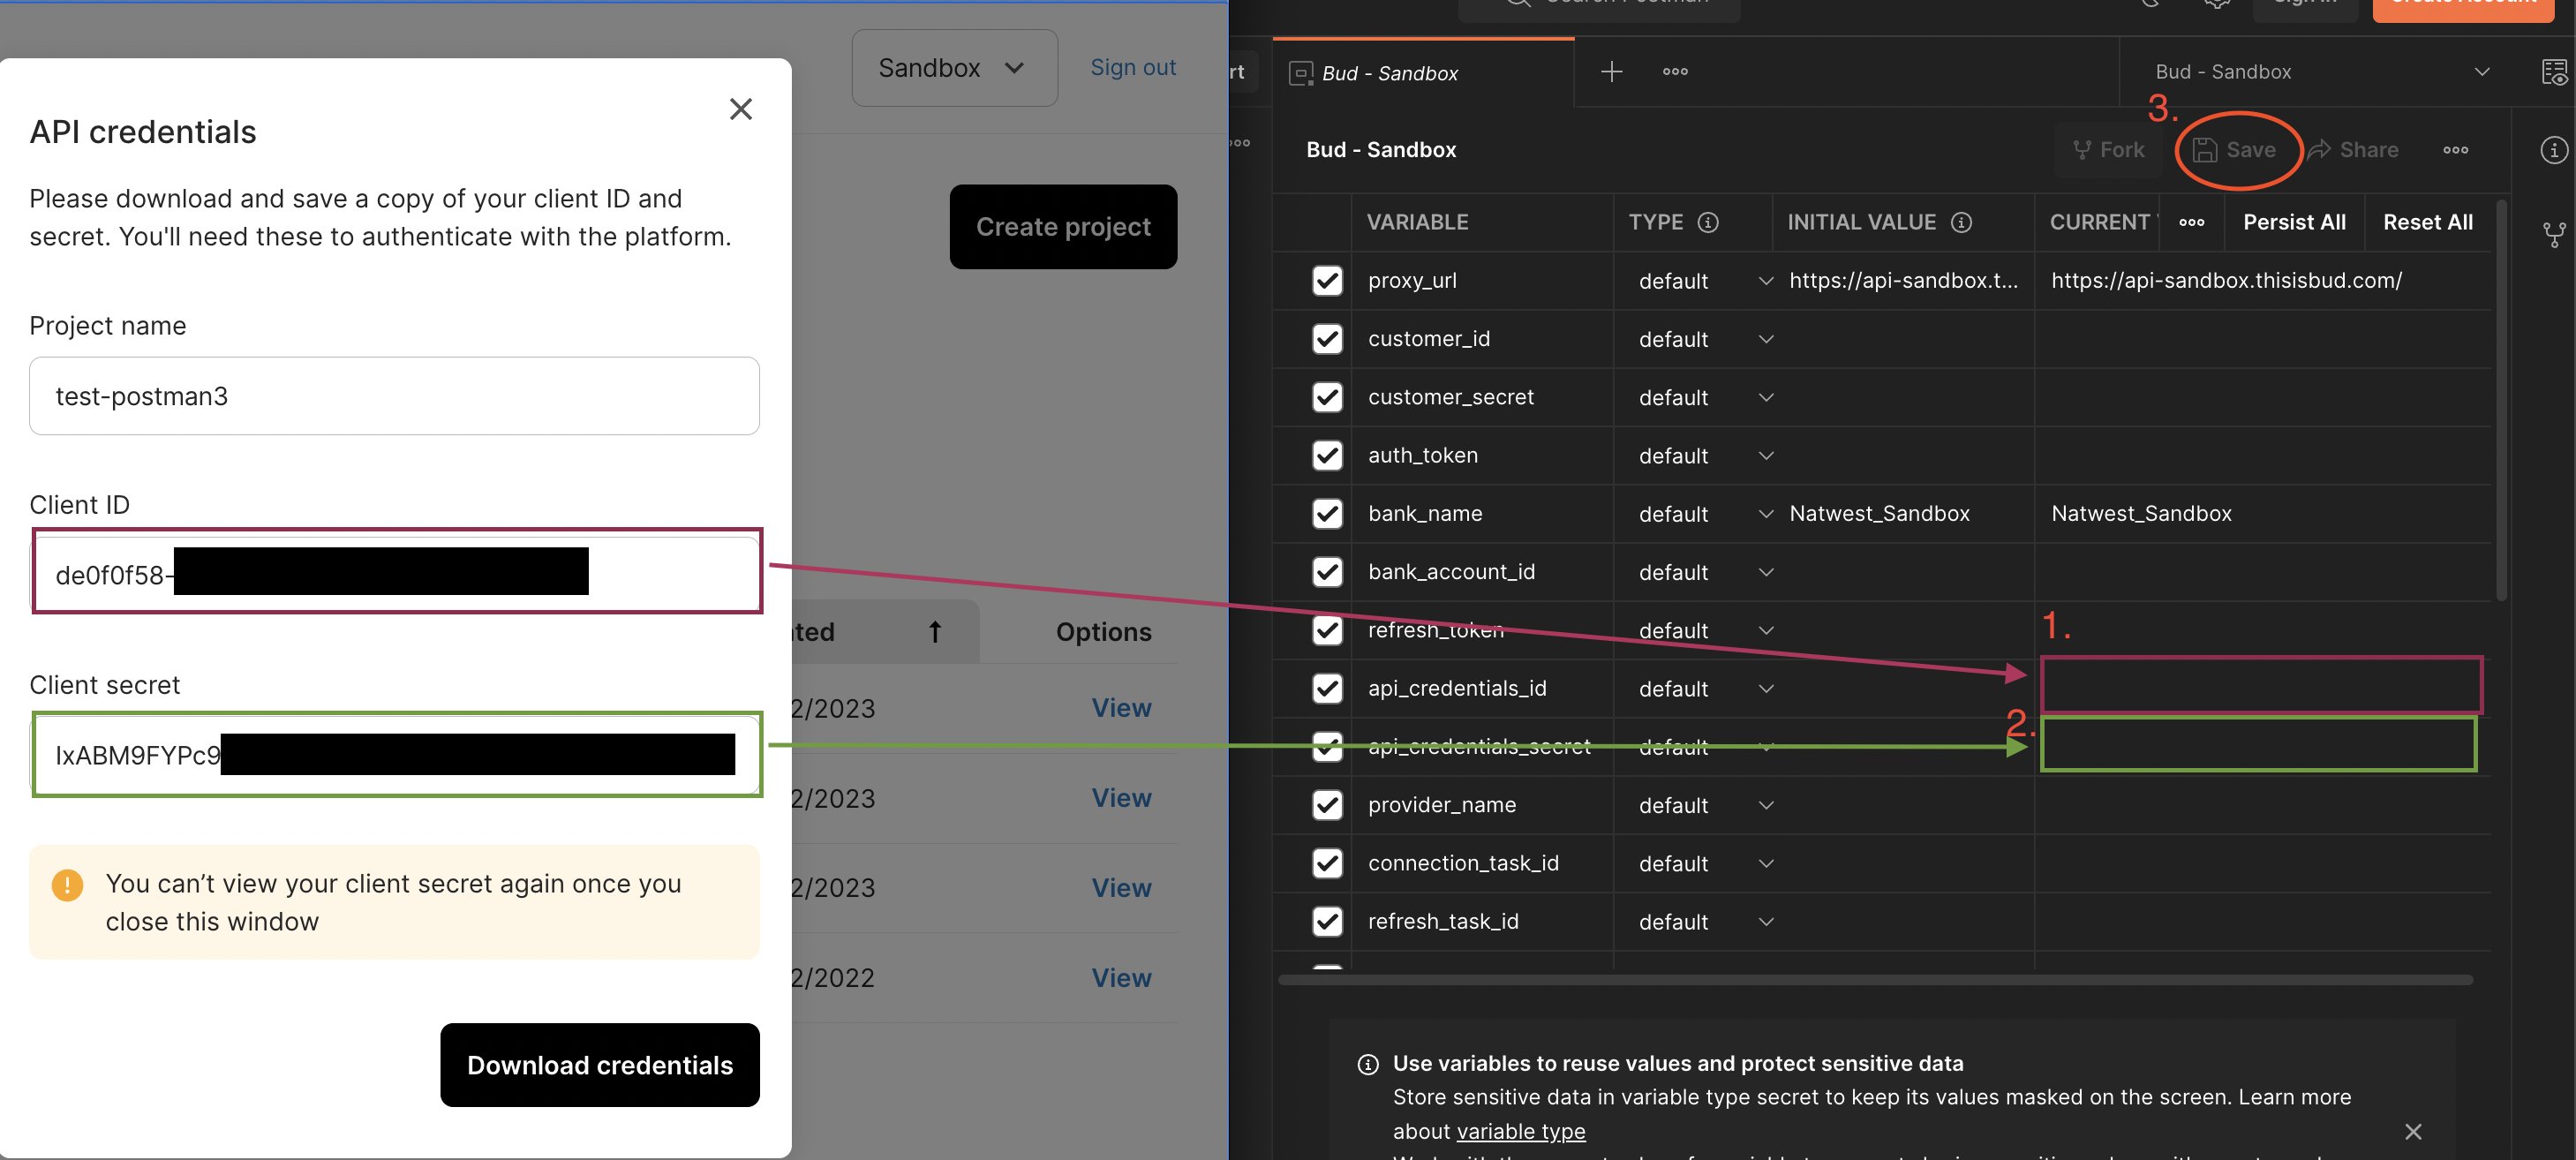 Sandbox
Sign out
API credentials
Please download and save a copy of your client ID and
secret. You'll need these to authenticate with the platform.
Create project
Project name
test-postman3
Client ID
de0f0f58-
Client secret
IxABM9FYPc9
You can’t view your client secret again once you
close this window
Download credentials
Options
2/2023 View
2/2023 View
2/2023 View
2/2022 View
Search Postman
Sign In
Create Account
Bud - Sandbox
Bud - Sandbox
3.
Bud - Sandbox
Fork
Save
Share
VARIABLE TYPE INITIAL VALUE CURRENT Persist All Reset All
proxy_url default https://api-sandbox.t... https://api-sandbox.thisisbud.com/
customer_id default
customer_secret default
auth_token default
bank_name default Natwest_Sandbox Natwest_Sandbox
bank_account_id default
refresh_token default
1.
api_credentials_id default
2.
api_credentials_secret default
provider_name default
connection_task_id default
refresh_task_id default
Use variables to reuse values and protect sensitive data
Store sensitive data in variable type secret to keep its values masked on the screen. Learn more
about variable type